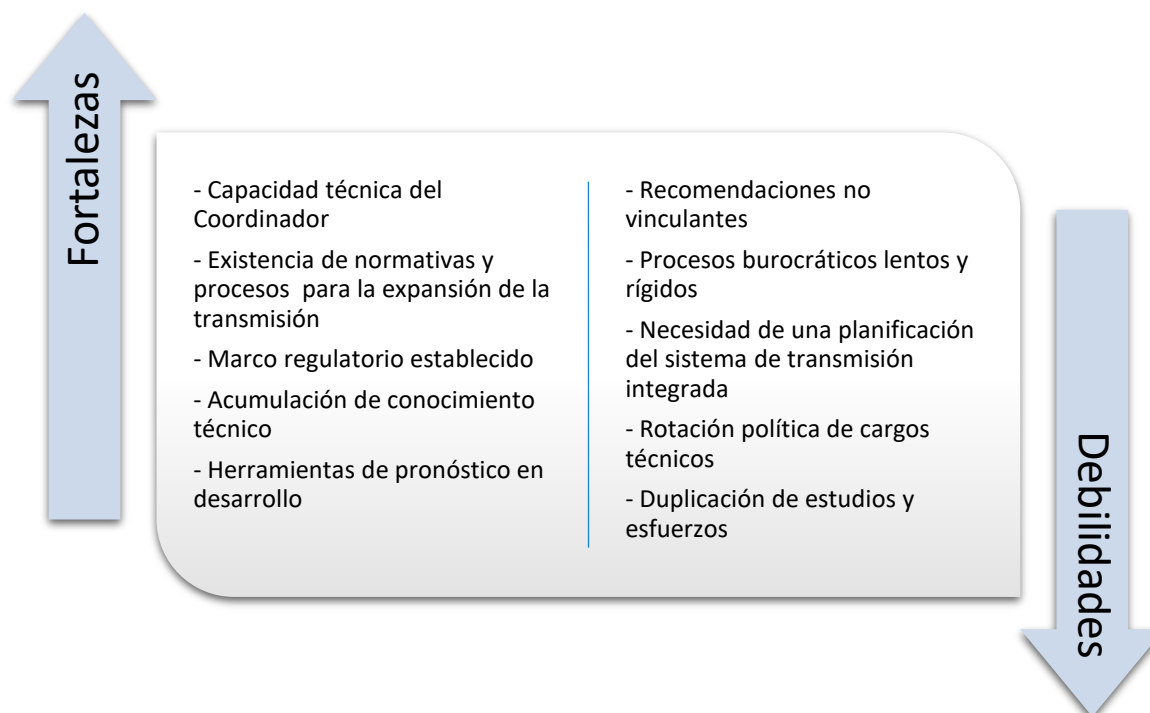 Fortalezas
- Capacidad técnica del
Coordinador
- Existencia de normativas y
procesos  para la expansión de la
transmisión
- Marco regulatorio establecido
- Acumulación de conocimiento
técnico
- Herramientas de pronóstico en
desarrollo
- Recomendaciones no
vinculantes
- Procesos burocráticos lentos y
rígidos
- Necesidad de una planificación
del sistema de transmisión
integrada
- Rotación política de cargos
técnicos
- Duplicación de estudios y
esfuerzos
Debilidades